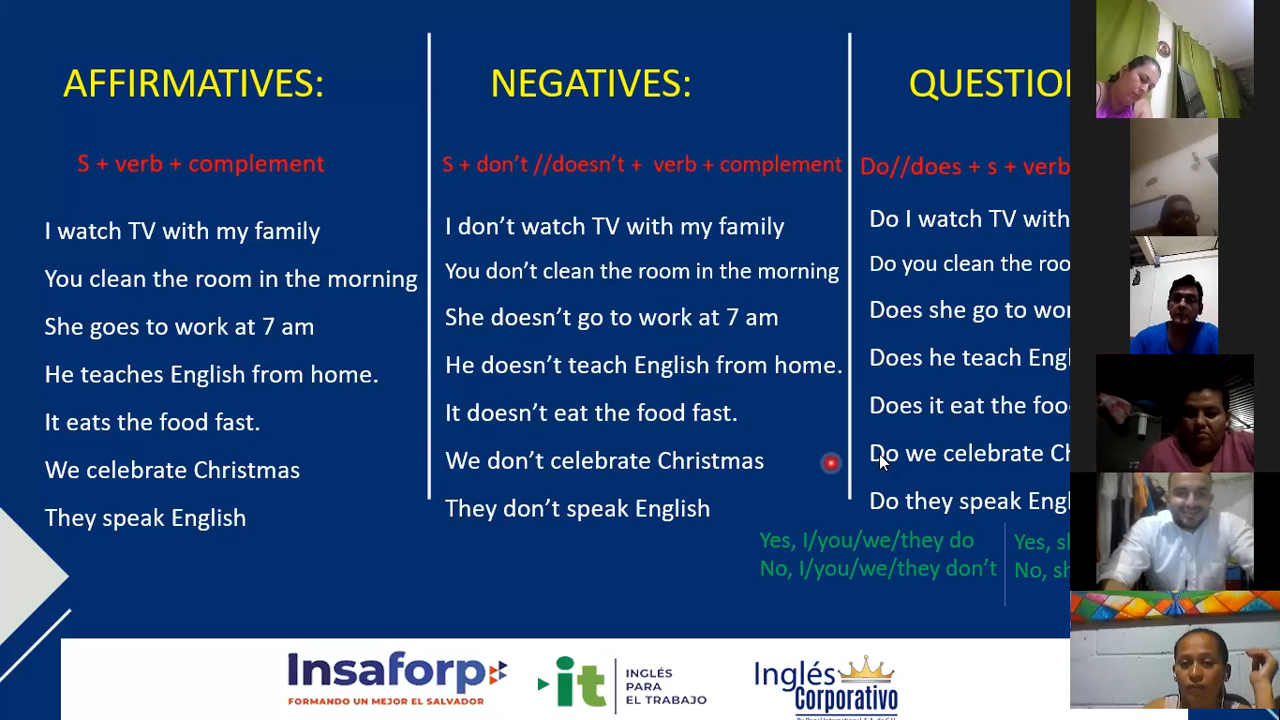 AFFIRMATIVES:
S + verb + complement
I watch TV with my family
You clean the room in the morning
She goes to work at 7 am
He teaches English from home.
It eats the food fast.
We celebrate Christmas
They speak English
NEGATIVES:
S + don't //doesn't + verb + complement
I don't watch TV with my family
You don't clean the room in the morning
She doesn't go to work at 7 am
He doesn't teach English from home.
It doesn't eat the food fast.
We don't celebrate Christmas
They don't speak English
QUESTIO
Do//does + s + verb
Do I watch TV with
Do you clean the roo
Does she go to wor
Does he teach Engl
Does it eat the foo
Do we celebrate Ch
Do they speak Engl
Yes, I/you/we/they do
No, I/you/we/they don't
Yes, sh
No, sh
Insaforp
FORMANDO UN MEJOR EL SALVADOR
it
INGLÉS
PARA
EL TRABAJO
Inglés
Corporativo